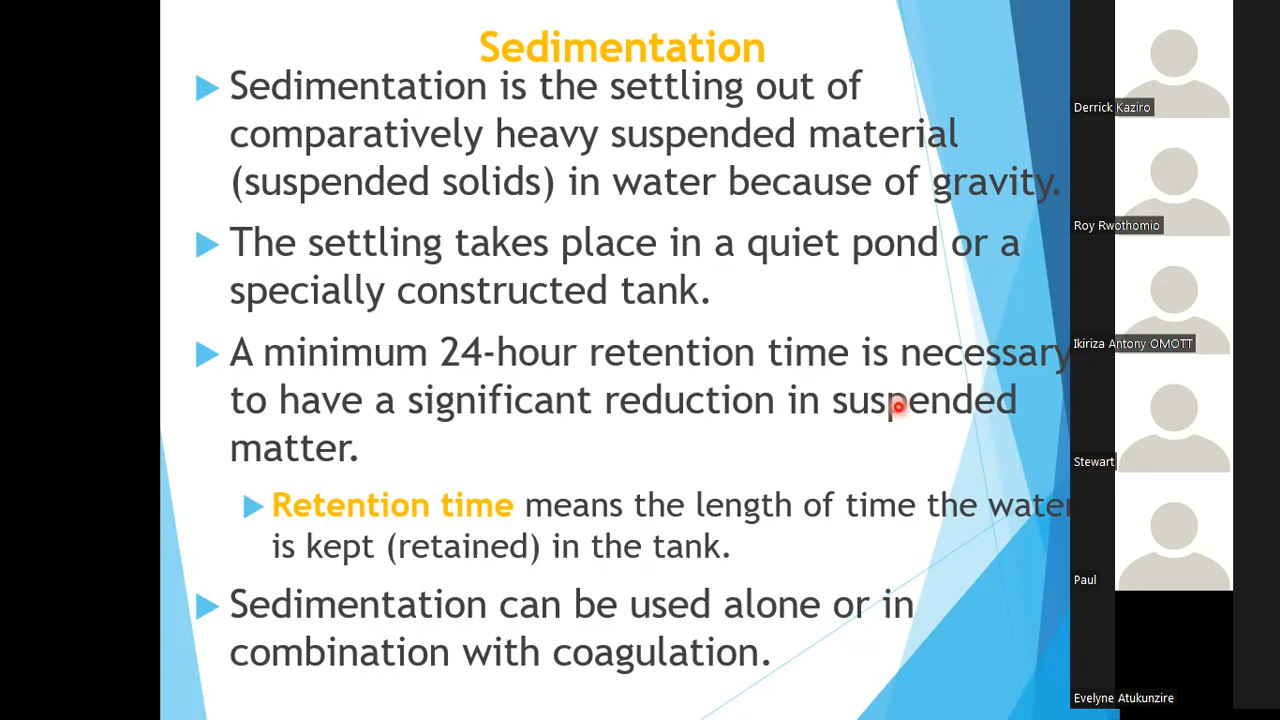 Sedimentation
Sedimentation is the settling out of
comparatively heavy suspended material
(suspended solids) in water because of gravity.
The settling takes place in a quiet pond or a
specially constructed tank.
A minimum 24-hour retention time is necessary
to have a significant reduction in suspended
matter.
Retention time means the length of time the water
is kept (retained) in the tank.
Sedimentation can be used alone or in
combination with coagulation.
Derrick Kaziro
Roy Rwothomio
Ikiriza Antony OMOTT
Stewart
Paul
Evelyne Atukunzire